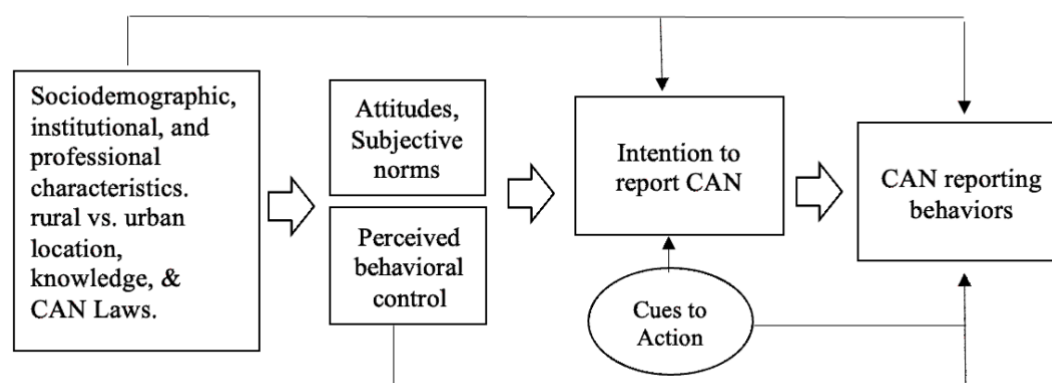 Sociodemographic,
institutional, and
professional
characteristics.
rural vs. urban
location,
knowledge, &
CAN Laws.
Attitudes,
Subjective
norms
Perceived
behavioral
control
Intention to
report CAN
Cues to
Action
CAN reporting
behaviors